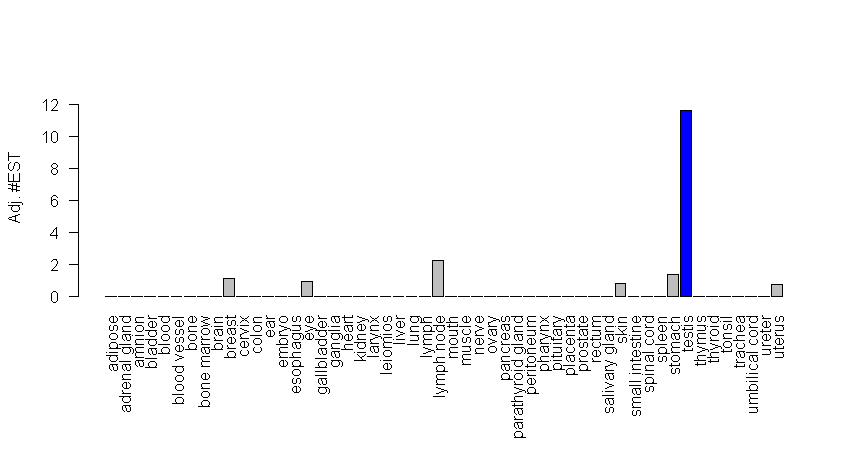 Adj. #EST
12
10
8
6
4
2
0
adipose
adrenal gland
amnion
bladder
blood
blood vessel
bone
bone marrow
brain
breast
cervix
colon
ear
embryo
esophagus
eye
gallbladder
ganglia
heart
kidney
larynx
leiomios
liver
lung
lymph
lymph node
mouth
muscle
nerve
ovary
pancreas
parathyroid gland
peritoneum
pharynx
pituitary
placenta
prostate
rectum
salivary gland
skin
small intestine
spinal cord
spleen
stomach
testis
thymus
thyroid
tonsil
trachea
umbilical cord
ureter
uterus